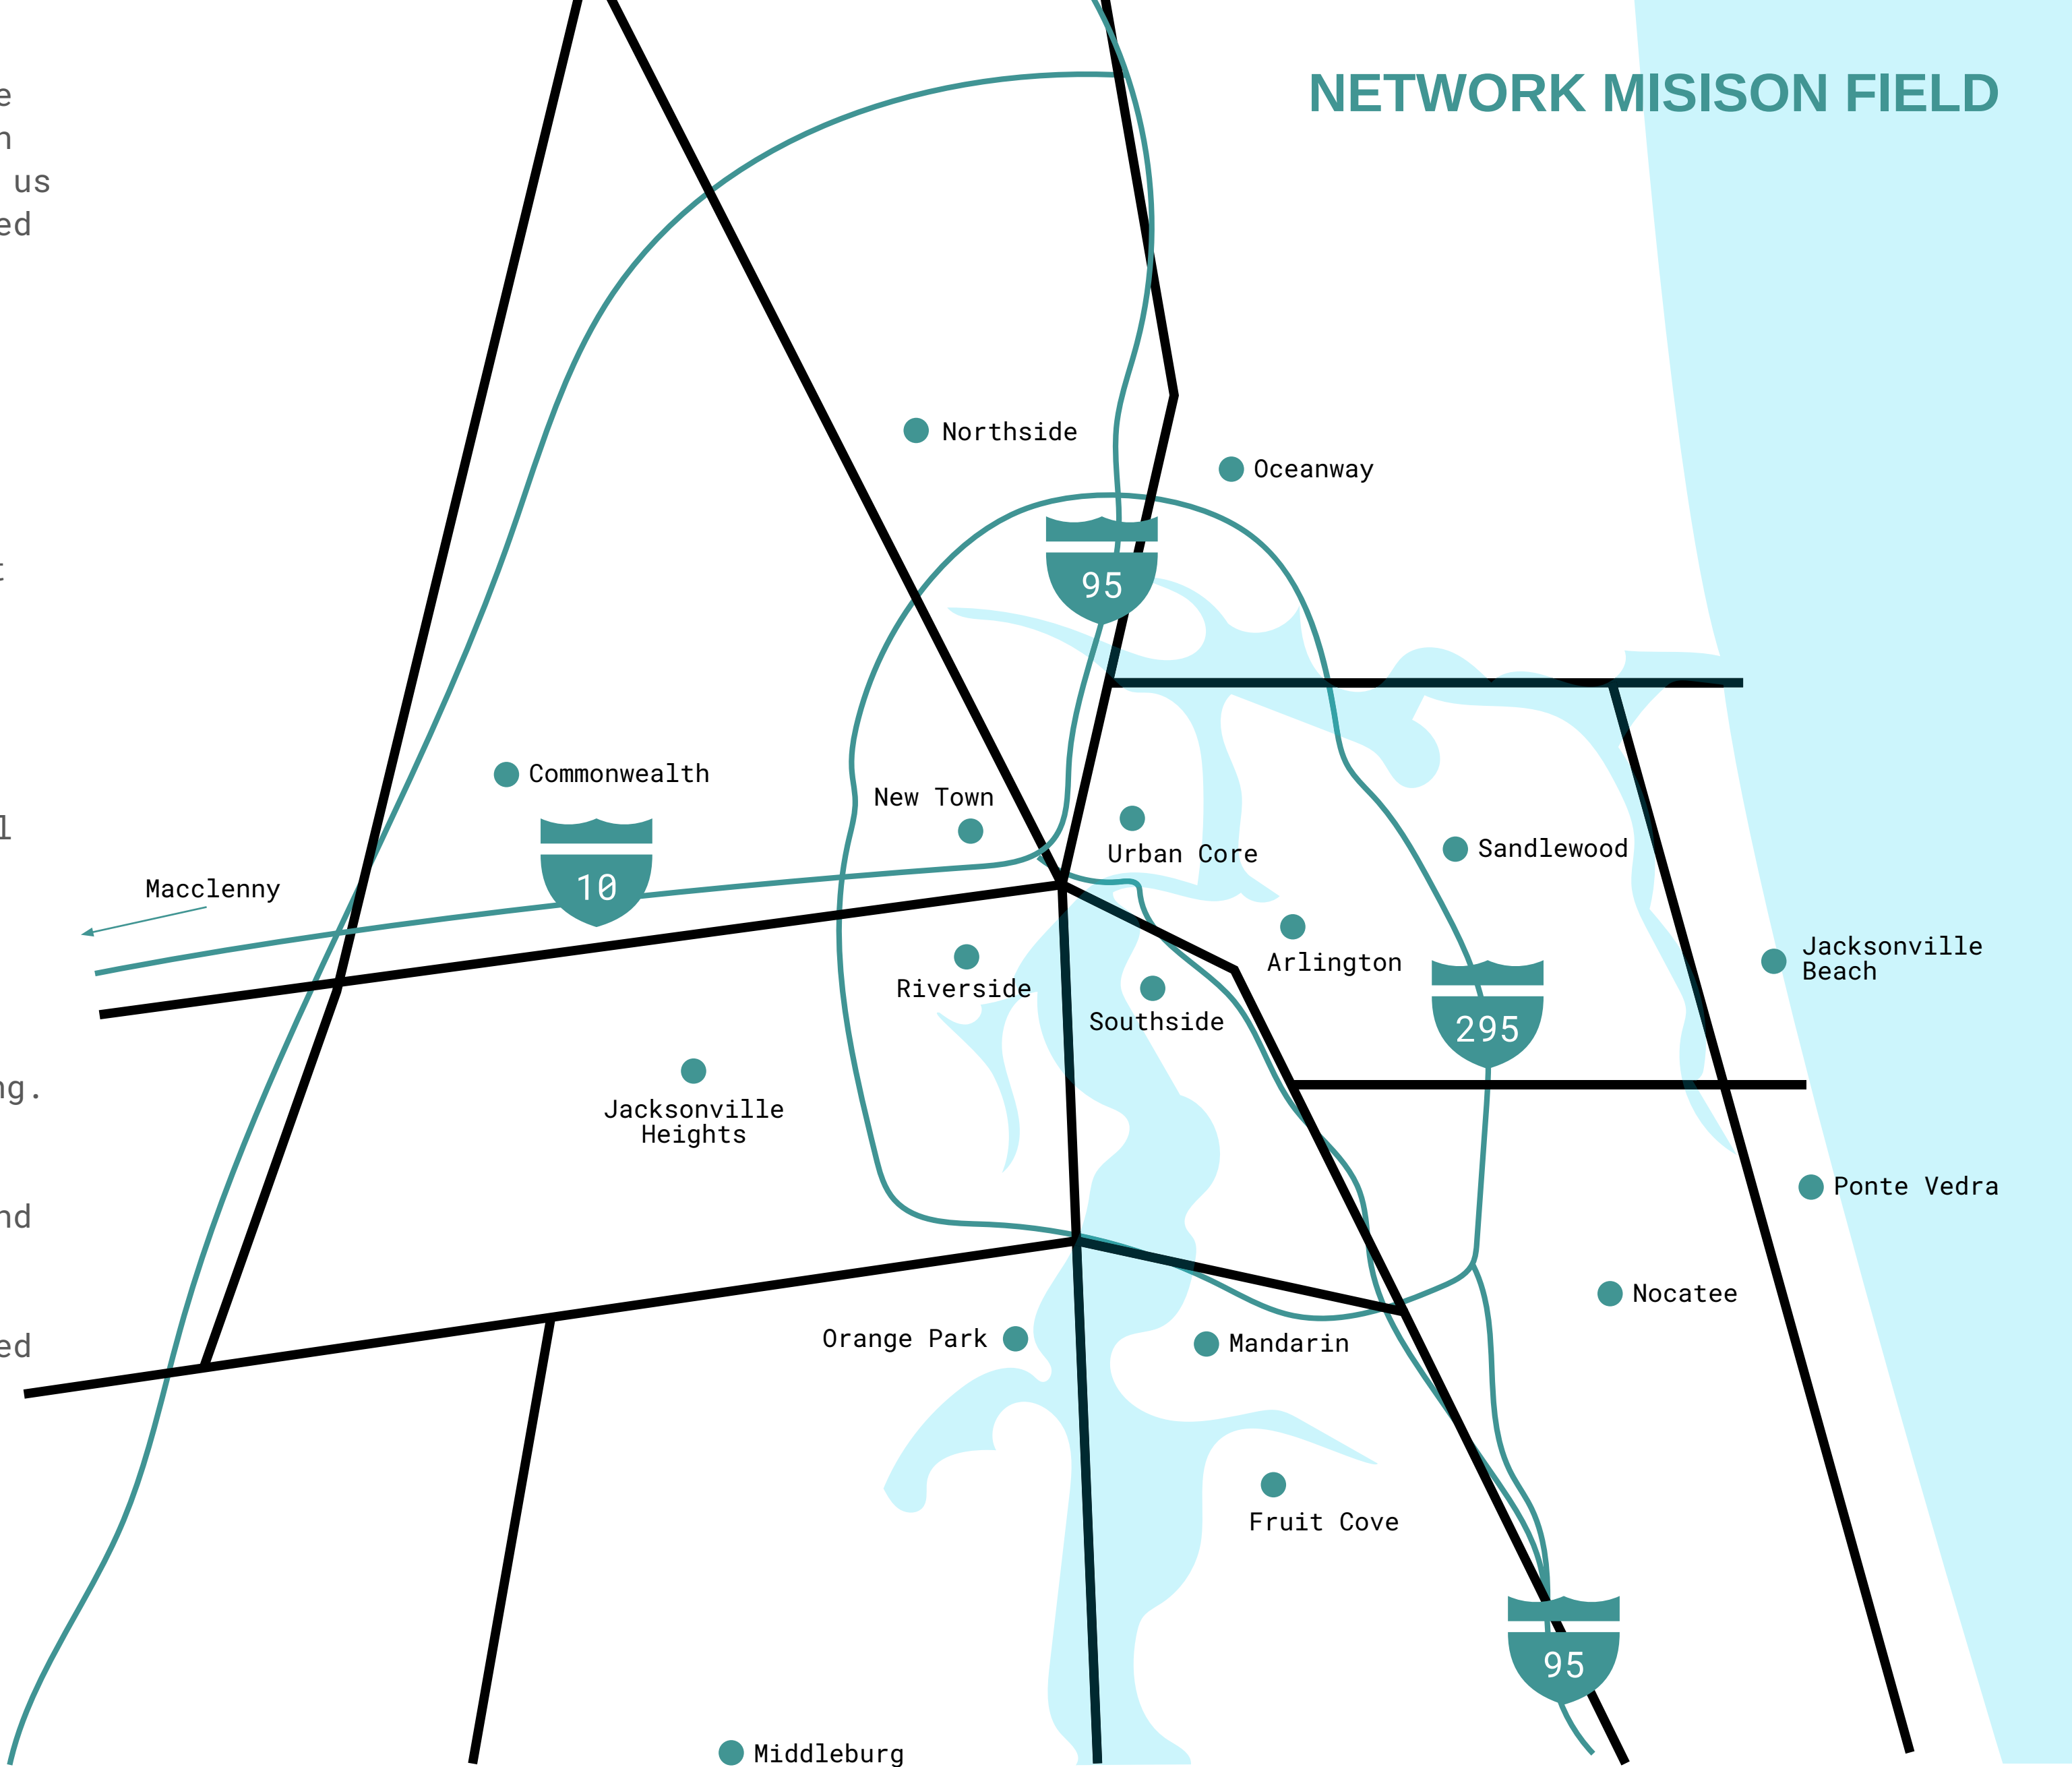 NETWORK MISISON FIELD
us
Northside
Oceanway
95
Commonwealth
New Town
Urban Core
Sandlewood
10
Macclenny
Arlington
Jacksonville
Beach
Riverside
Southside
295
Jacksonville
Heights
Ponte Vedra
Nocatee
Orange Park
Mandarin
Fruit Cove
95
Middleburg